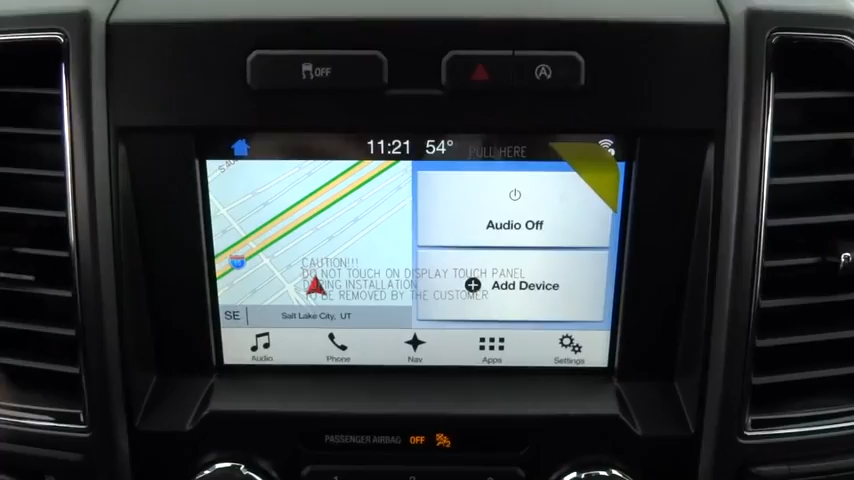 OFF
11:21 54°
PULL HERE
Audio Off
CAUTION!!!
DO NOT TOUCH ON DISPLAY TOUCH PANEL
DURING INSTALLATION
TO BE REMOVED BY THE CUSTOMER
Add Device
SE Salt Lake City, UT
Audio Phone Nav Apps Settings
PASSENGER AIRBAG OFF